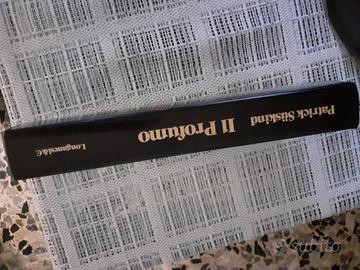 Patrick Süskind
Il Profumo
Longanesi & C.
subito